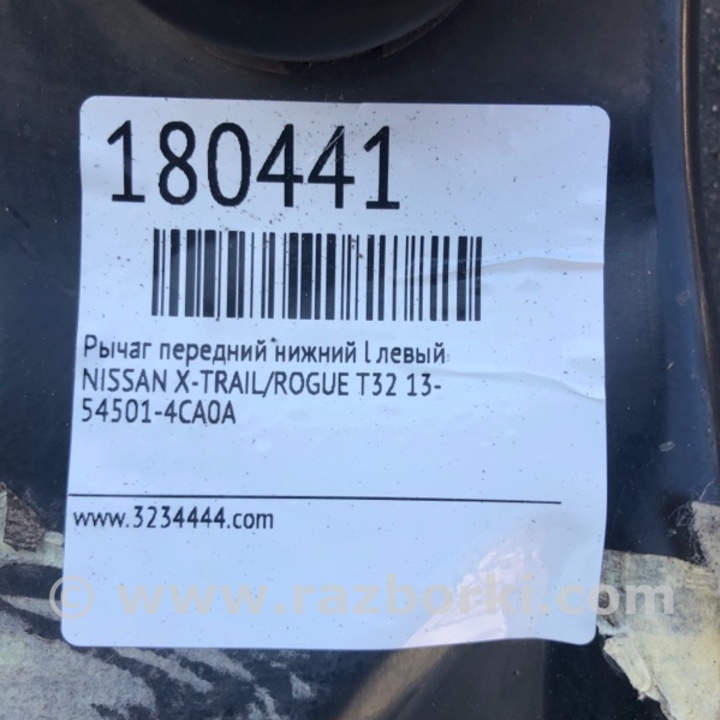 180441
Рычаг передний нижний l левый
NISSAN X-TRAIL/ROGUE T32 13-
54501-4CA0A
www.3234444.com
© www.razborki.com